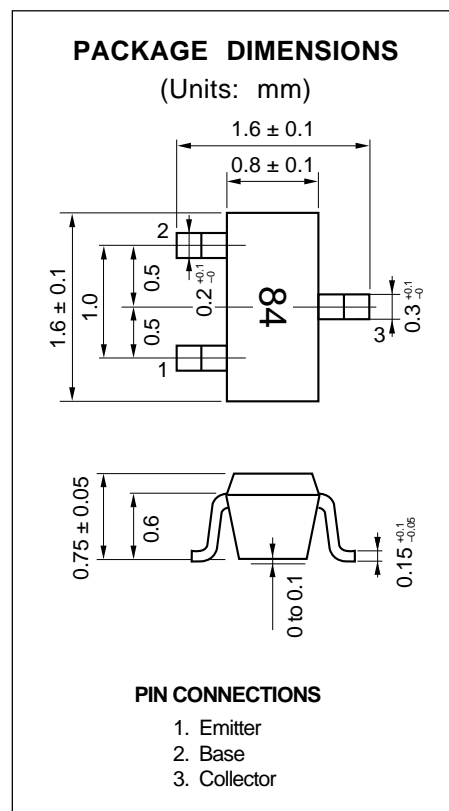 PACKAGE DIMENSIONS
(Units: mm)
1.6 ± 0.1
0.8 ± 0.1
2
1.6 ± 0.1
1.0
0.5
0.5
0.2 +0.1 –0
84
0.3 +0.1 –0
3
1
0.75 ± 0.05
0.6
0 to 0.1
0.15 +0.1 –0.05
PIN CONNECTIONS
1. Emitter
2. Base
3. Collector